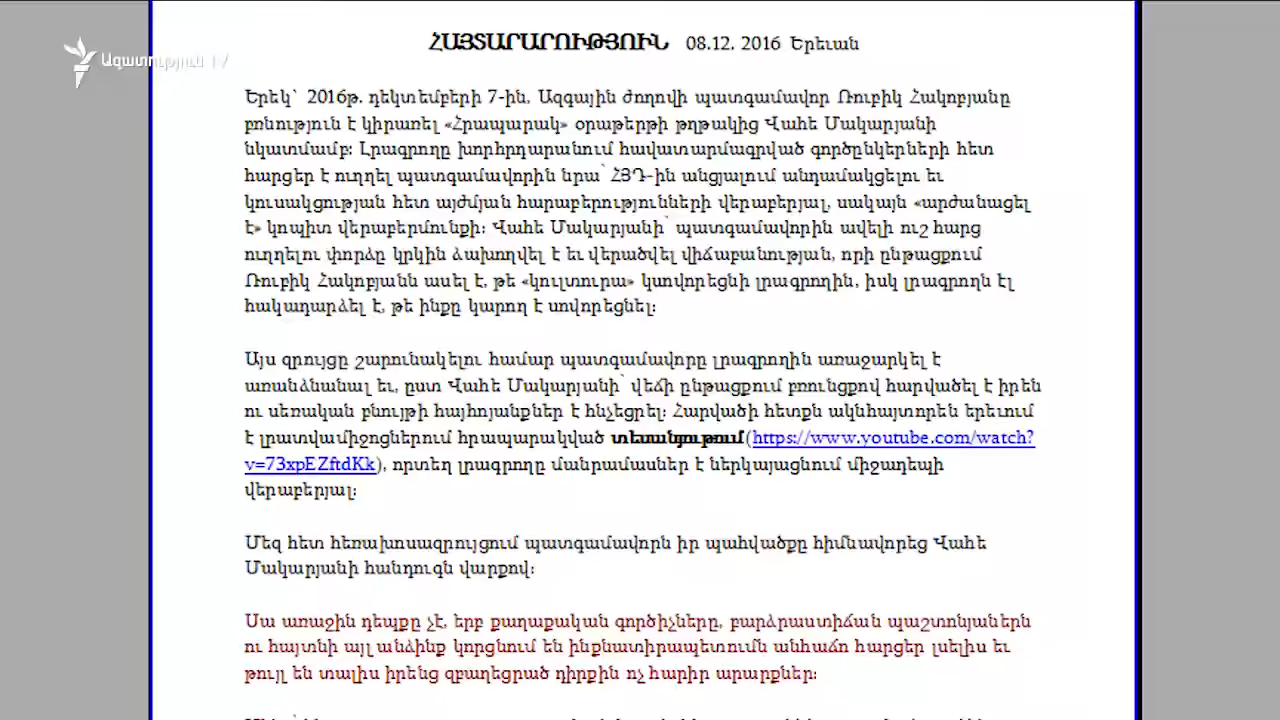 Ազատություն TV
ՀԱՅՏԱՐԱՐՈՒԹՅՈՒՆ 08.12. 2016 Երեւան
Երեկ՝ 2016թ. դեկտեմբերի 7-ին, Ազգային ժողովի պատգամավոր Ռուբիկ Հակոբյանը
բռնություն է կիրառել «Հրապարակ» օրաթերթի թղթակից Վահե Մակարյանի
նկատմամբ։ Լրագրողը խորհրդարանում հավատարմագրված գործընկերների հետ
հարցեր է ուղղել պատգամավորին նրա՝ ՀՅԴ-ին անցյալում անդամակցելու եւ
կուսակցության հետ այժմյան հարաբերությունների վերաբերյալ, սակայն «արժանացել
է» կոպիտ վերաբերմունքի։ Վահե Մակարյանի՝ պատգամավորին ավելի ուշ հարց
ուղղելու փորձը կրկին ձախողվել է եւ վերածվել վիճաբանության, որի ընթացքում
Ռուբիկ Հակոբյանն ասել է, թե «կուլտուրա» կսովորեցնի լրագրողին, իսկ լրագրողն էլ
հակադարձել է, թե ինքը կարող է սովորեցնել։
Այս զրույցը շարունակելու համար պատգամավորը լրագրողին առաջարկել է
առանձնանալ եւ, ըստ Վահե Մակարյանի՝ վեճի ընթացքում բռունցքով հարվածել է իրեն
ու սեռական բնույթի հայհոյանքներ է հնչեցրել։ Հարվածի հետքն ակնհայտորեն երեւում
է լրատվամիջոցներում հրապարակված տեսանյութում(https://www.youtube.com/watch?
v=73xpEZftdKk), որտեղ լրագրողը մանրամասներ է ներկայացնում միջադեպի
վերաբերյալ։
Մեզ հետ հեռախոսազրույցում պատգամավորն իր պահվածքը հիմնավորեց Վահե
Մակարյանի հանդուգն վարքով։
Սա առաջին դեպքը չէ, երբ քաղաքական գործիչները, բարձրաստիճան պաշտոնյաներն
ու հայտնի այլ անձինք կորցնում են ինքնատիրապետումն անհաճո հարցեր լսելիս եւ
թույլ են տալիս իրենց զբաղեցրած դիրքին ոչ հարիր արարքներ։